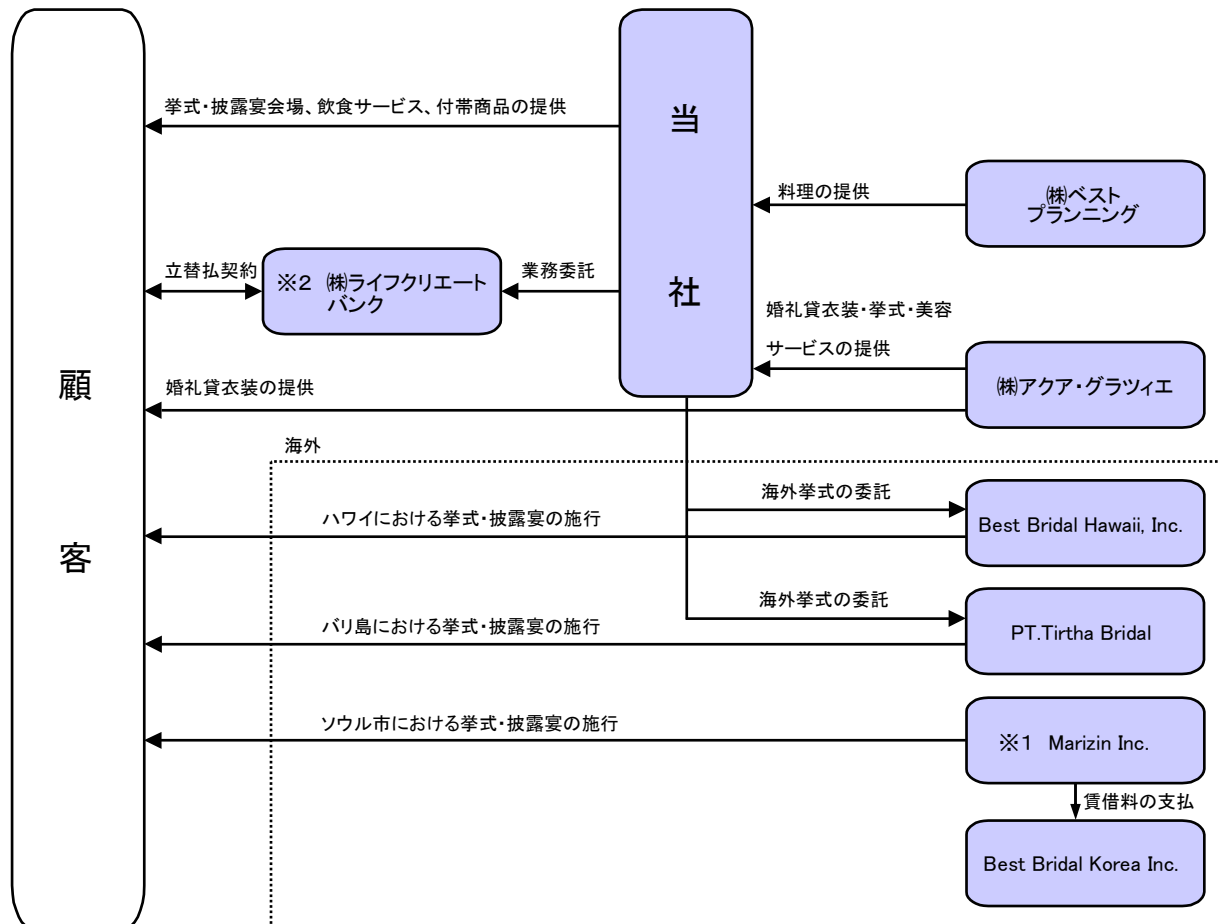 当
社
挙式・披露宴会場、飲食サービス、付帯商品の提供
料理の提供
㈱ベスト
プランニング
立替払契約
※2 ㈱ライフクリエート
バンク
業務委託
婚礼貸衣装・挙式・美容
サービスの提供
顧
客
婚礼貸衣装の提供
㈱アクア・グラツィエ
海外
海外挙式の委託
ハワイにおける挙式・披露宴の施行
Best Bridal Hawaii, Inc.
海外挙式の委託
バリ島における挙式・披露宴の施行
PT.Tirtha Bridal
ソウル市における挙式・披露宴の施行
※1 Marizin Inc.
賃借料の支払
Best Bridal Korea Inc.